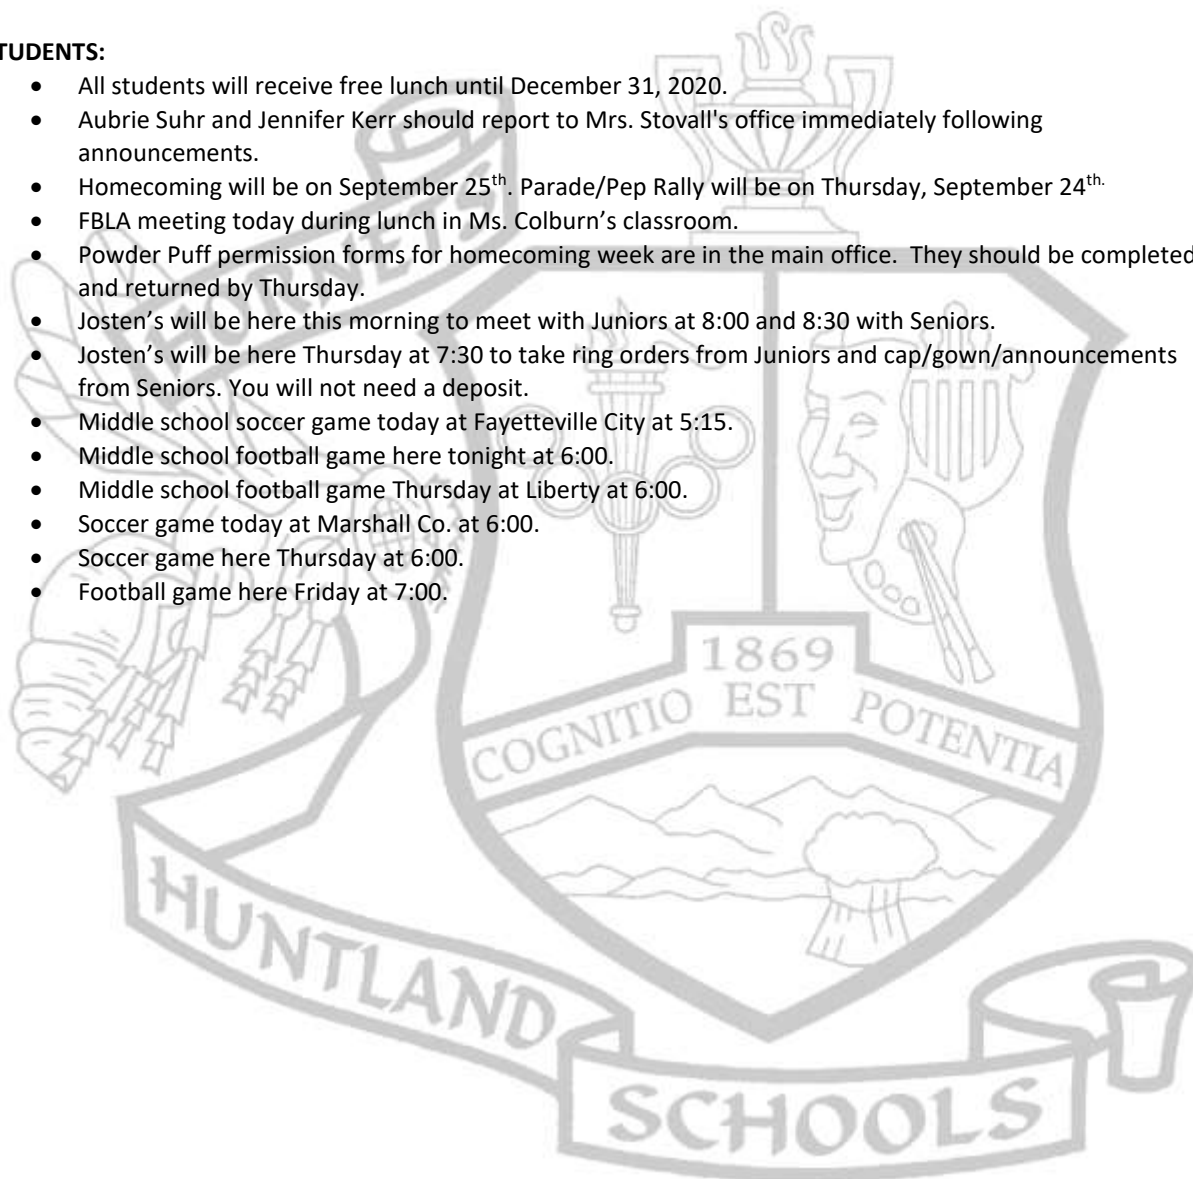 TUDENTS:
• All students will receive free lunch until December 31, 2020.
• Aubrie Suhr and Jennifer Kerr should report to Mrs. Stovall's office immediately following
announcements.
• Homecoming will be on September 25th. Parade/Pep Rally will be on Thursday, September 24th.
• FBLA meeting today during lunch in Ms. Colburn’s classroom.
• Powder Puff permission forms for homecoming week are in the main office.  They should be completed
and returned by Thursday.
• Josten’s will be here this morning to meet with Juniors at 8:00 and 8:30 with Seniors.
• Josten’s will be here Thursday at 7:30 to take ring orders from Juniors and cap/gown/announcements
from Seniors. You will not need a deposit.
• Middle school soccer game today at Fayetteville City at 5:15.
• Middle school football game here tonight at 6:00.
• Middle school football game Thursday at Liberty at 6:00.
• Soccer game today at Marshall Co. at 6:00.
• Soccer game here Thursday at 6:00.
• Football game here Friday at 7:00.
HORNETS
1869
COGNITIO EST POTENTIA
HUNTLAND
SCHOOLS